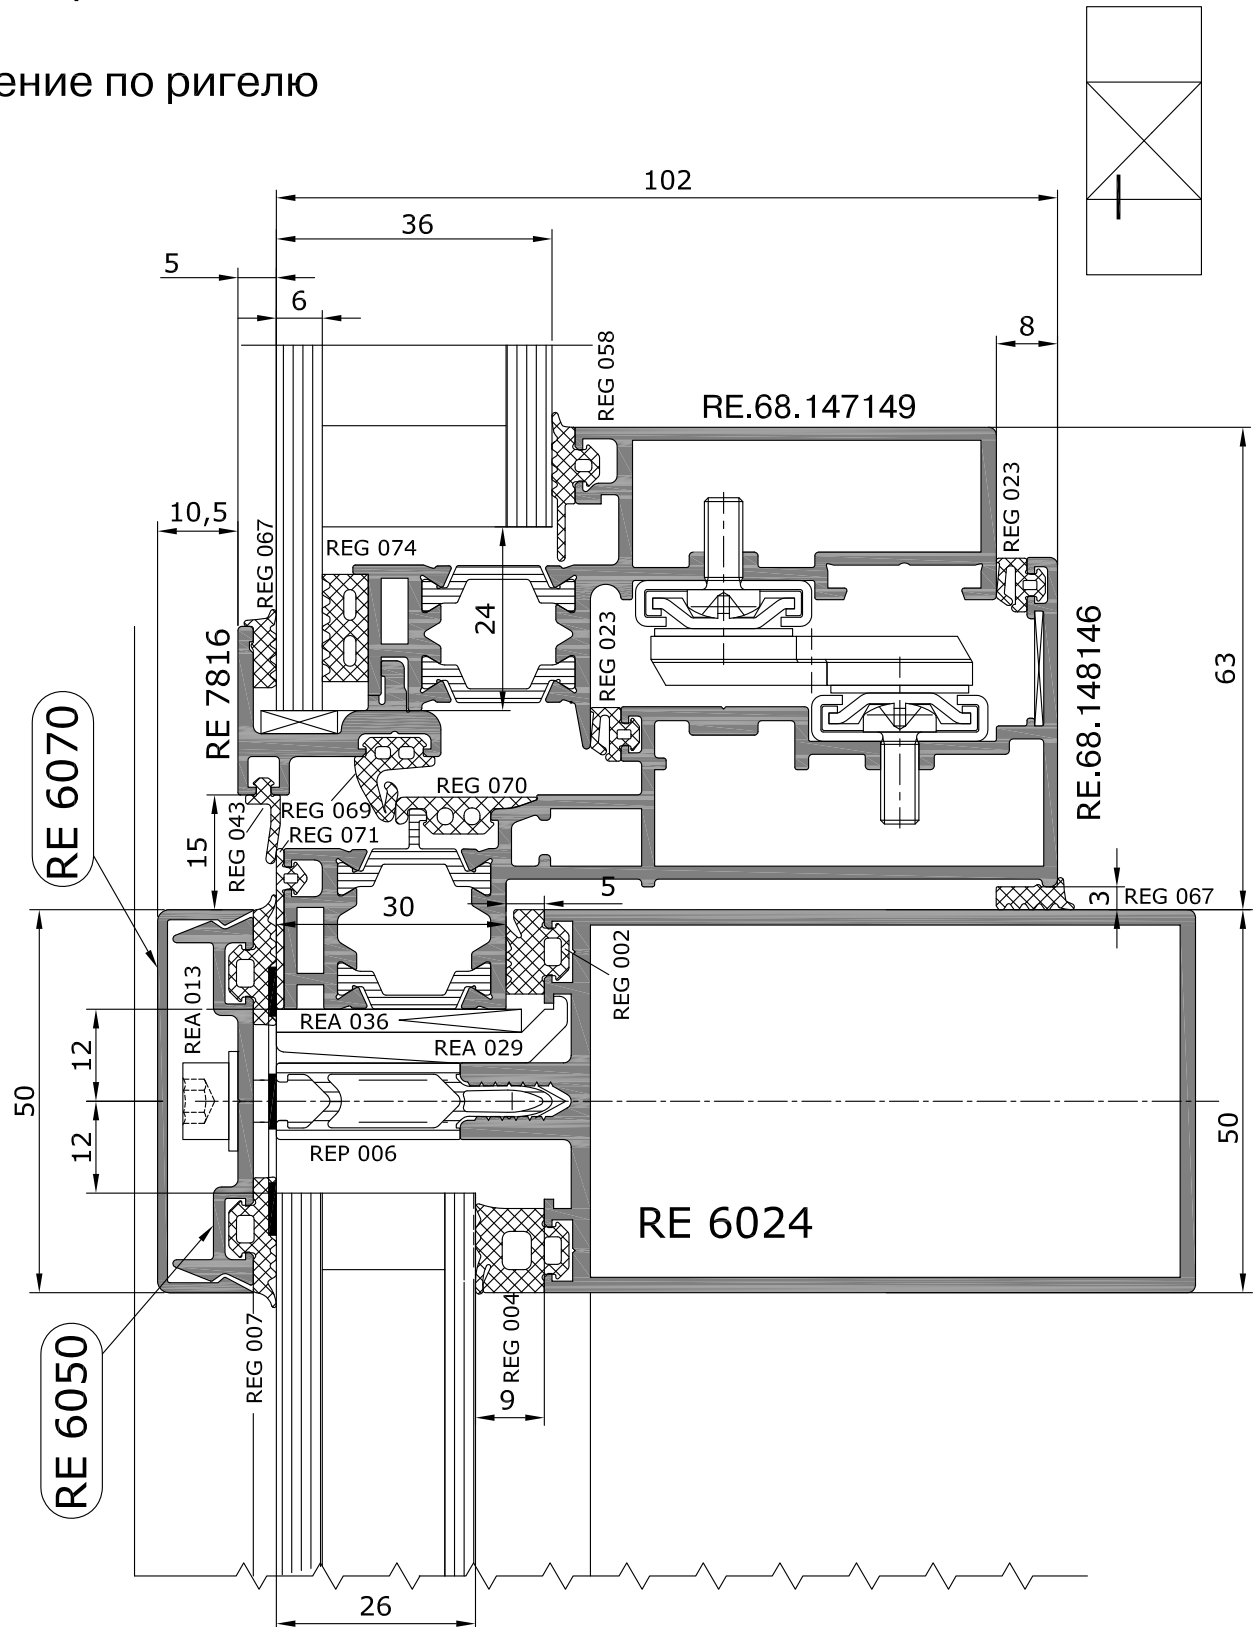 ение по ригелю
102
36
5
6
8
REG 058
RE.68.147149
10,5
REG 067
REG 074
REG 023
24
REG 023
RE 7816
RE.68.148146
63
RE 6070
REG 070
REG 069
REG 043
REG 071
15
5
3
REG 067
30
REG 002
REA 013
REA 036
REA 029
12
50
12
50
REP 006
RE 6024
REG 007
REG 004
RE 6050
9
26